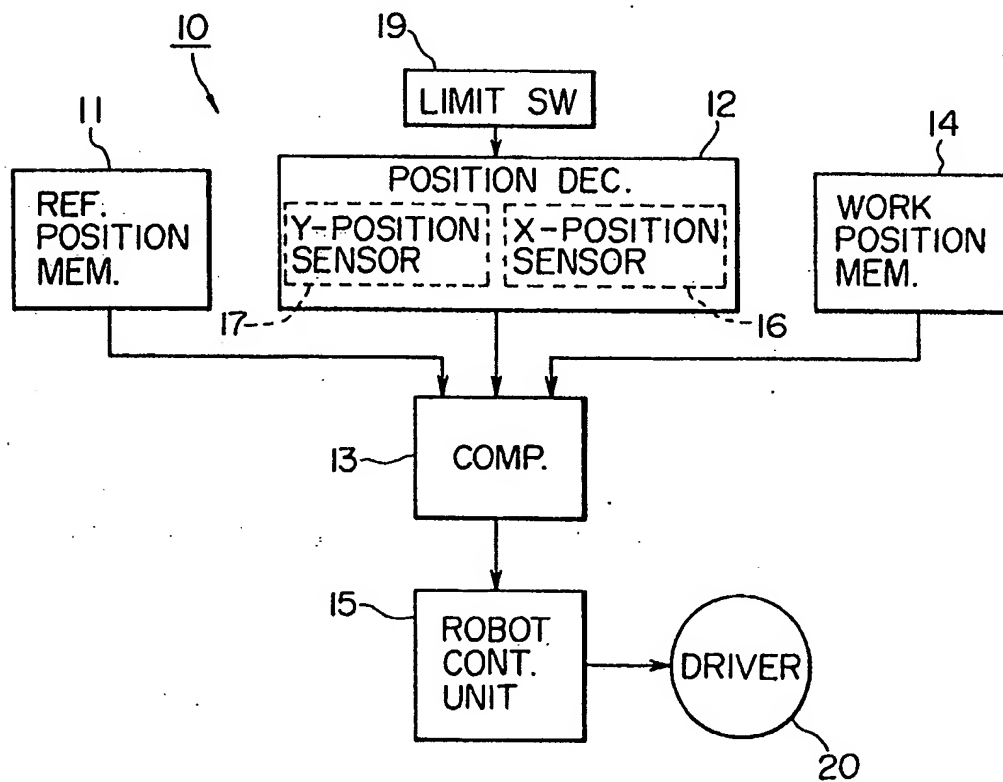 10
19
LIMIT SW
11
12
14
REF.
POSITION
MEM.
POSITION DEC.
Y-POSITION
SENSOR
X-POSITION
SENSOR
WORK
POSITION
MEM.
17
16
13
COMP.
15
ROBOT
CONT.
UNIT
DRIVER
20